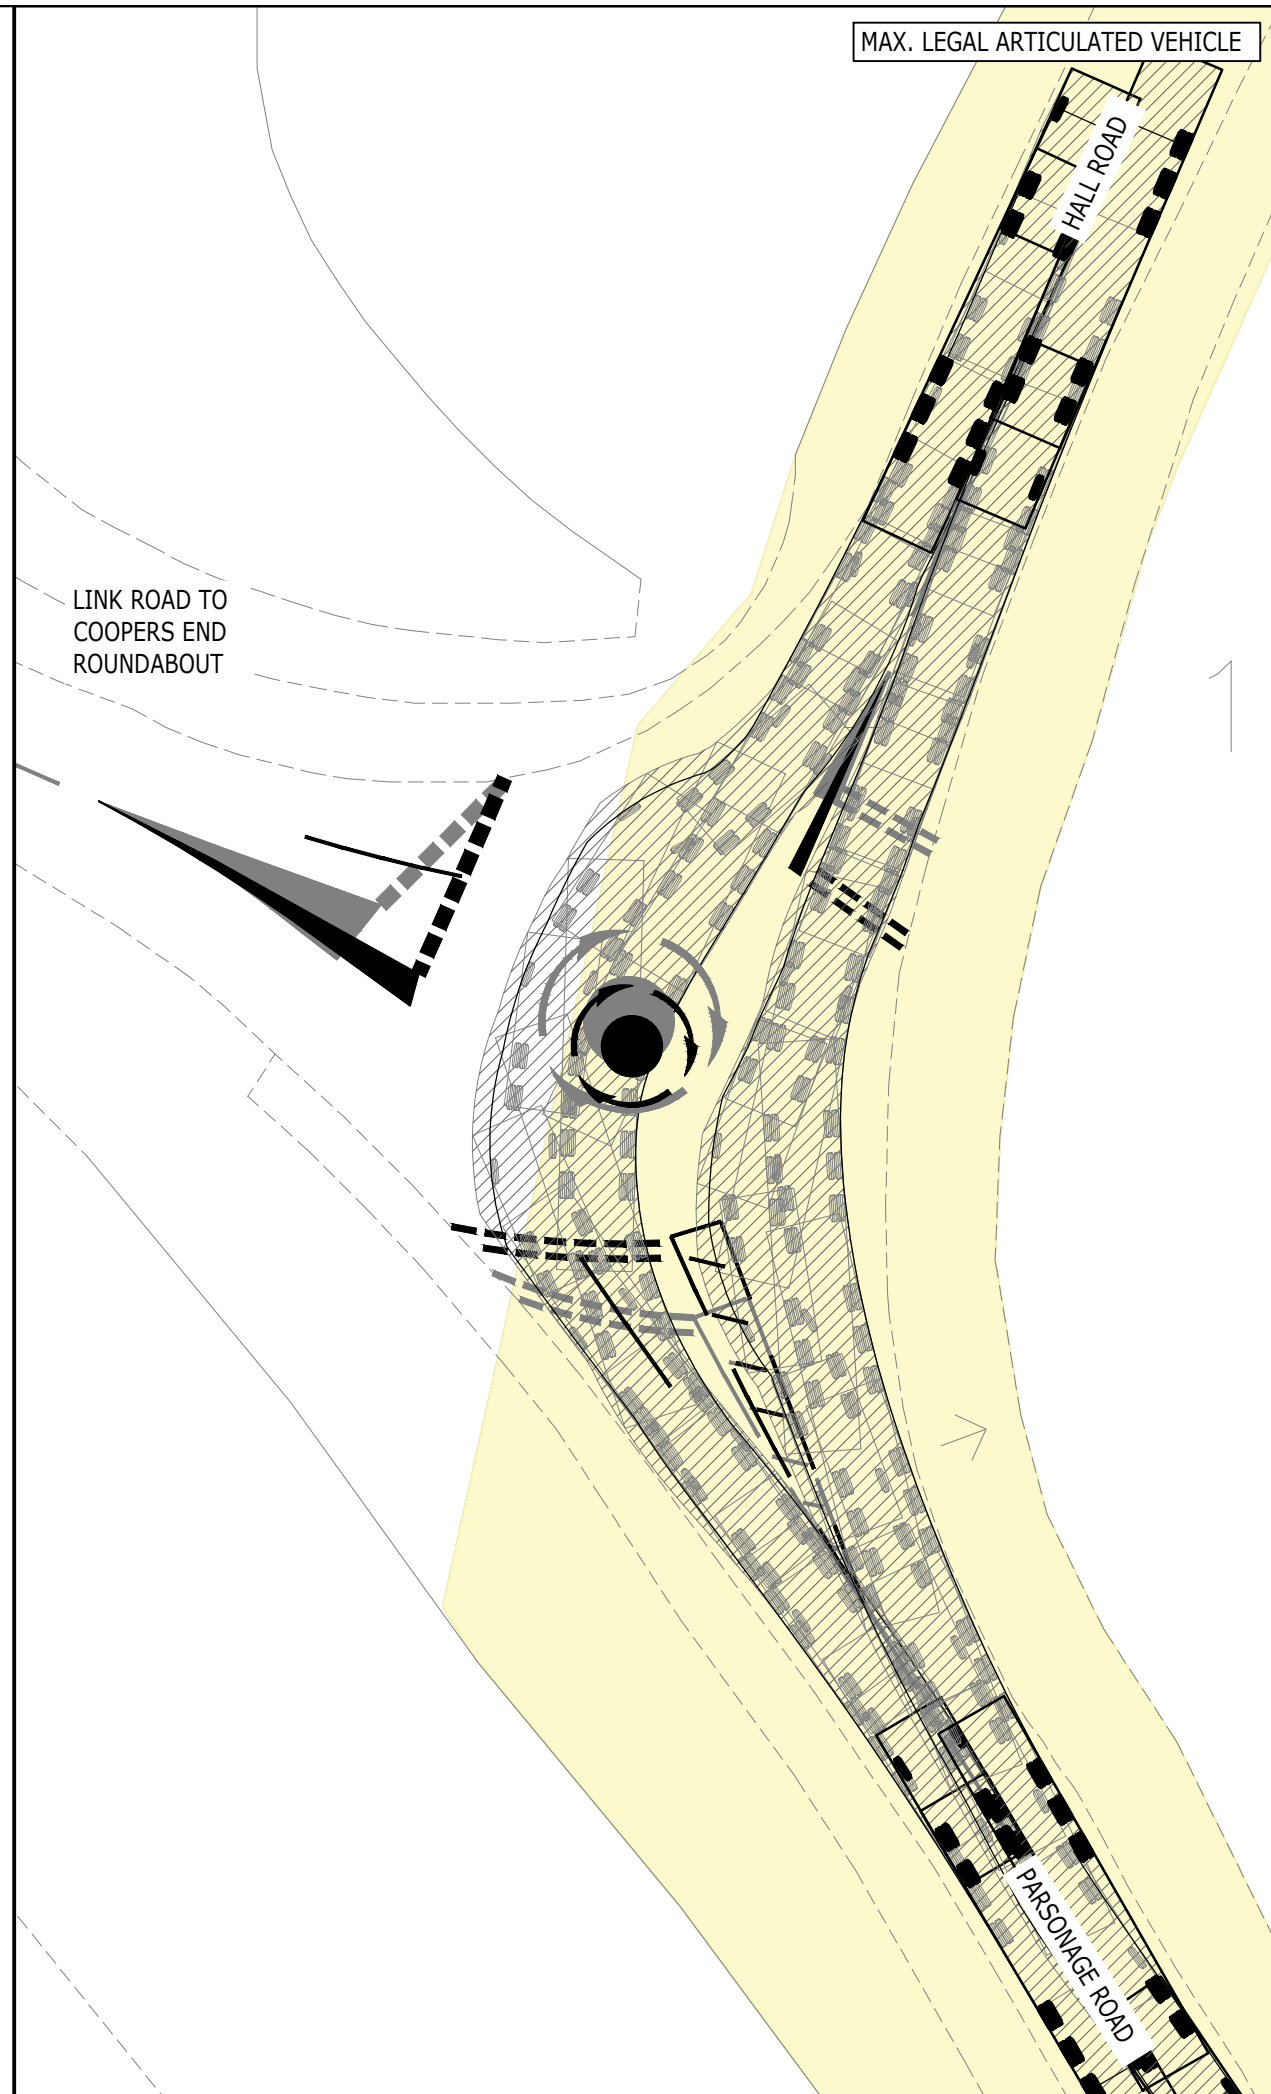 MAX. LEGAL ARTICULATED VEHICLE
HALL ROAD
LINK ROAD TO
COOPERS END
ROUNDABOUT
PARSONAGE ROAD